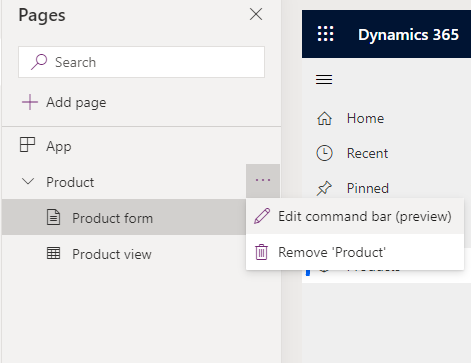 Pages
Search
Add page
App
Product
Product form
Product view
Edit command bar (preview)
Remove 'Product'
Dynamics 365
Home
Recent
Pinned
Products